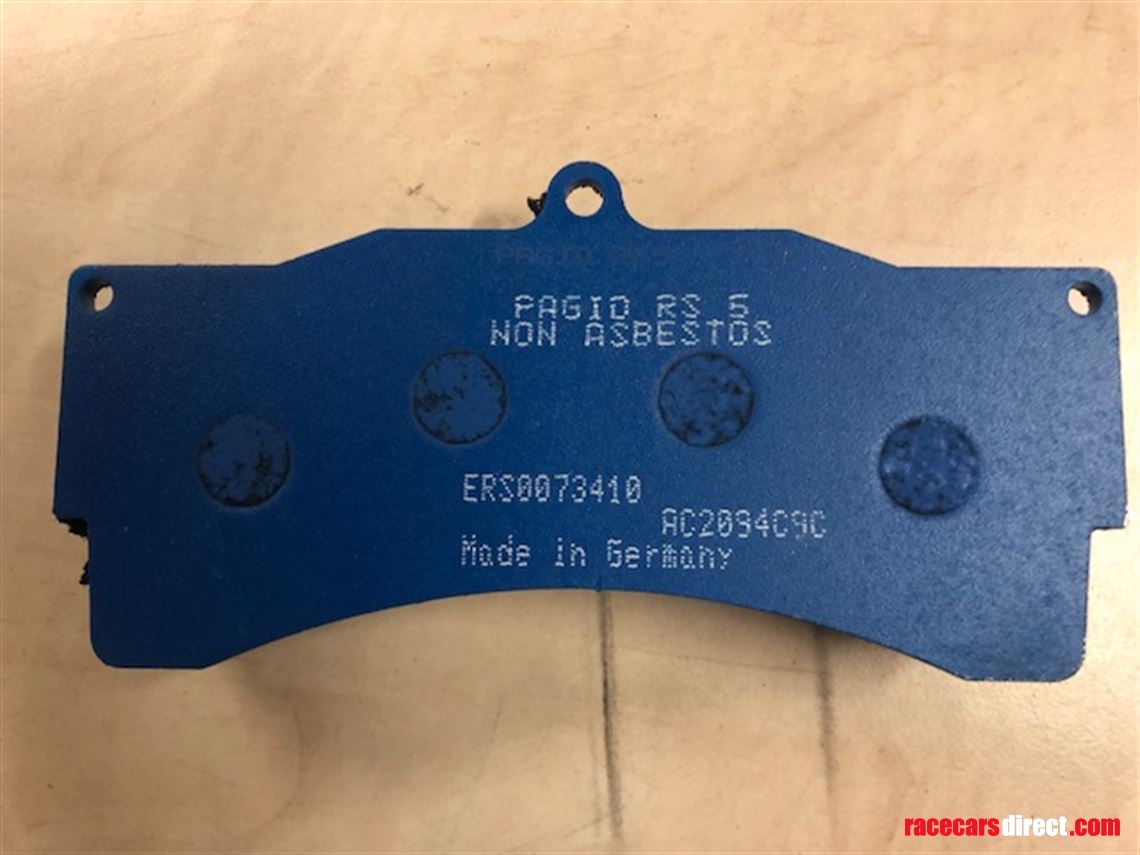 PAGID RS 5
NON ASBESTOS
ERS0073410
AC2094C9C
Made in Germany
racecarsdirect.com